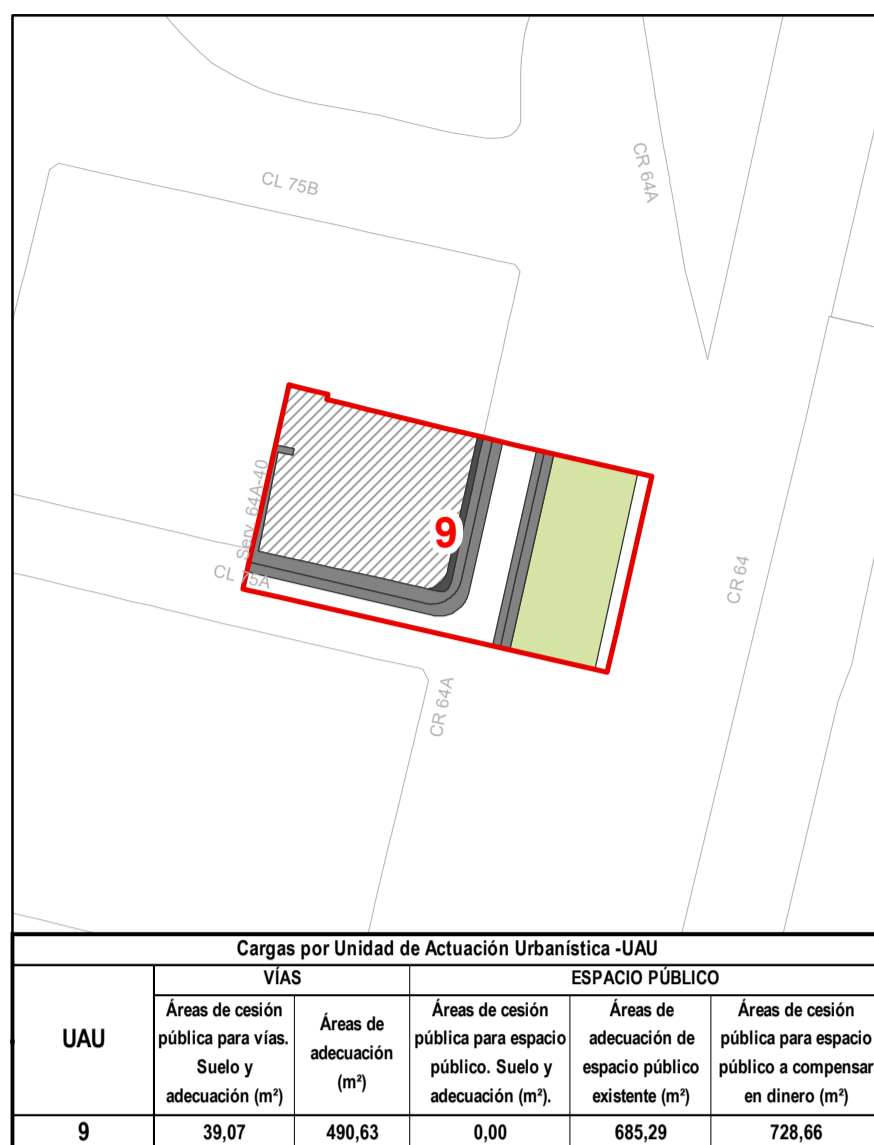 CL 75B
CR 64A
Serv. 64A-40
9
CL 75A
CR 64
CR 64A
Cargas por Unidad de Actuación Urbanística -UAU
UAU
VÍAS
ESPACIO PÚBLICO
Áreas de cesión
pública para vías.
Suelo y
adecuación (m²)
Áreas de
adecuación
(m²)
Áreas de cesión
pública para espacio
público. Suelo y
adecuación (m²).
Áreas de
adecuación de
espacio público
existente (m²)
Áreas de cesión
pública para espacio
público a compensar
en dinero (m²)
9 39,07 490,63 0,00 685,29 728,66